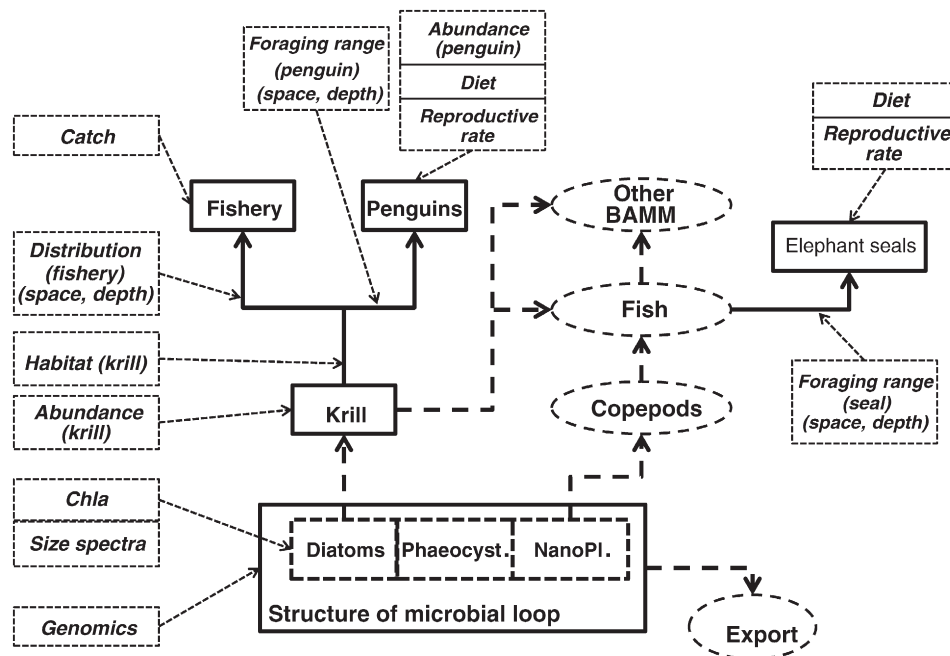 Abundance
(penguin)
Diet
Reproductive
rate
Foraging range
(penguin)
(space, depth)
Diet
Reproductive
rate
Catch
Fishery
Penguins
Other
BAMM
Elephant seals
Distribution
(fishery)
(space, depth)
Fish
Habitat (krill)
Foraging range
(seal)
(space, depth)
Abundance
(krill)
Krill
Copepods
Chla
Size spectra
Diatoms
Phaeocyst.
NanoPl.
Structure of microbial loop
Genomics
Export